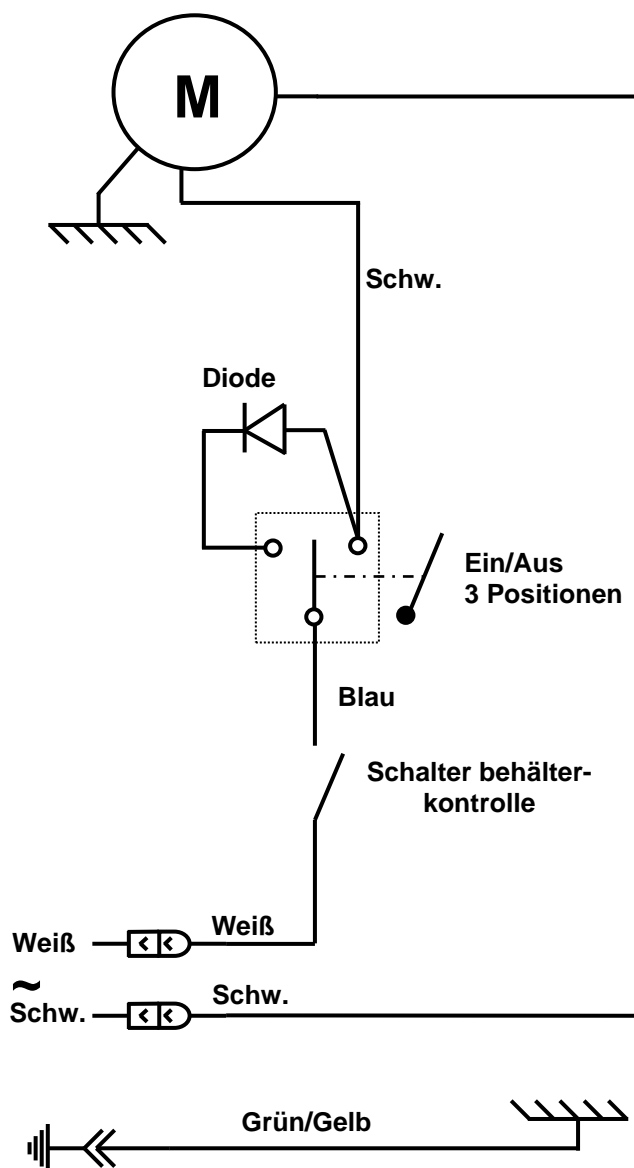 M
Schw.
Diode
Ein/Aus
3 Positionen
Blau
Schalter behälter-
kontrolle
Weiß
Weiß
~
Schw.
Schw.
Grün/Gelb